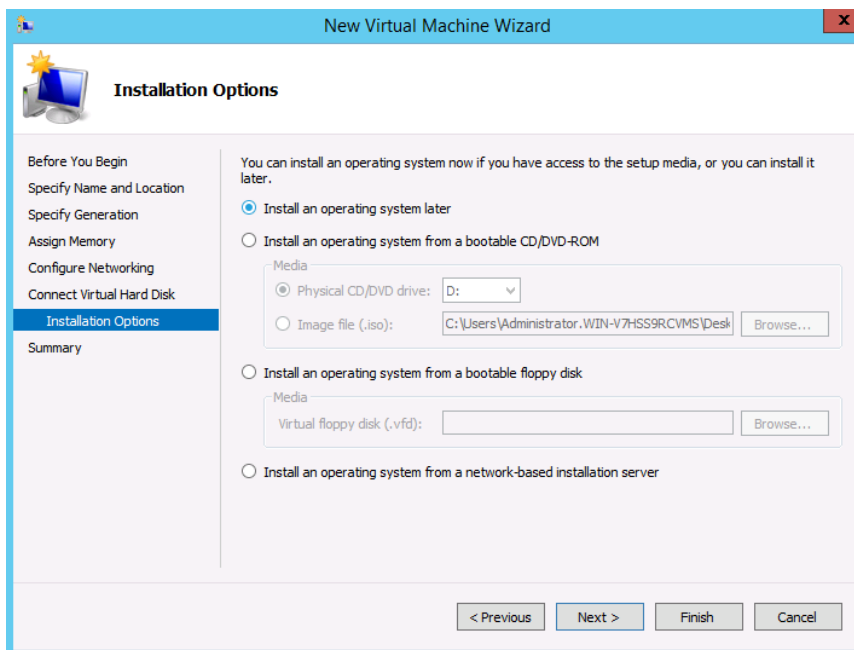 New Virtual Machine Wizard
x
Installation Options
Before You Begin
Specify Name and Location
Specify Generation
Assign Memory
Configure Networking
Connect Virtual Hard Disk
Installation Options
Summary
You can install an operating system now if you have access to the setup media, or you can install it
later.
Install an operating system later
Install an operating system from a bootable CD/DVD-ROM
Media
Physical CD/DVD drive: D:
Image file (.iso): C:\Users\Administrator.WIN-V7HSS9RCVMS\Desk Browse...
Install an operating system from a bootable floppy disk
Media
Virtual floppy disk (.vfd): Browse...
Install an operating system from a network-based installation server
< Previous Next > Finish Cancel